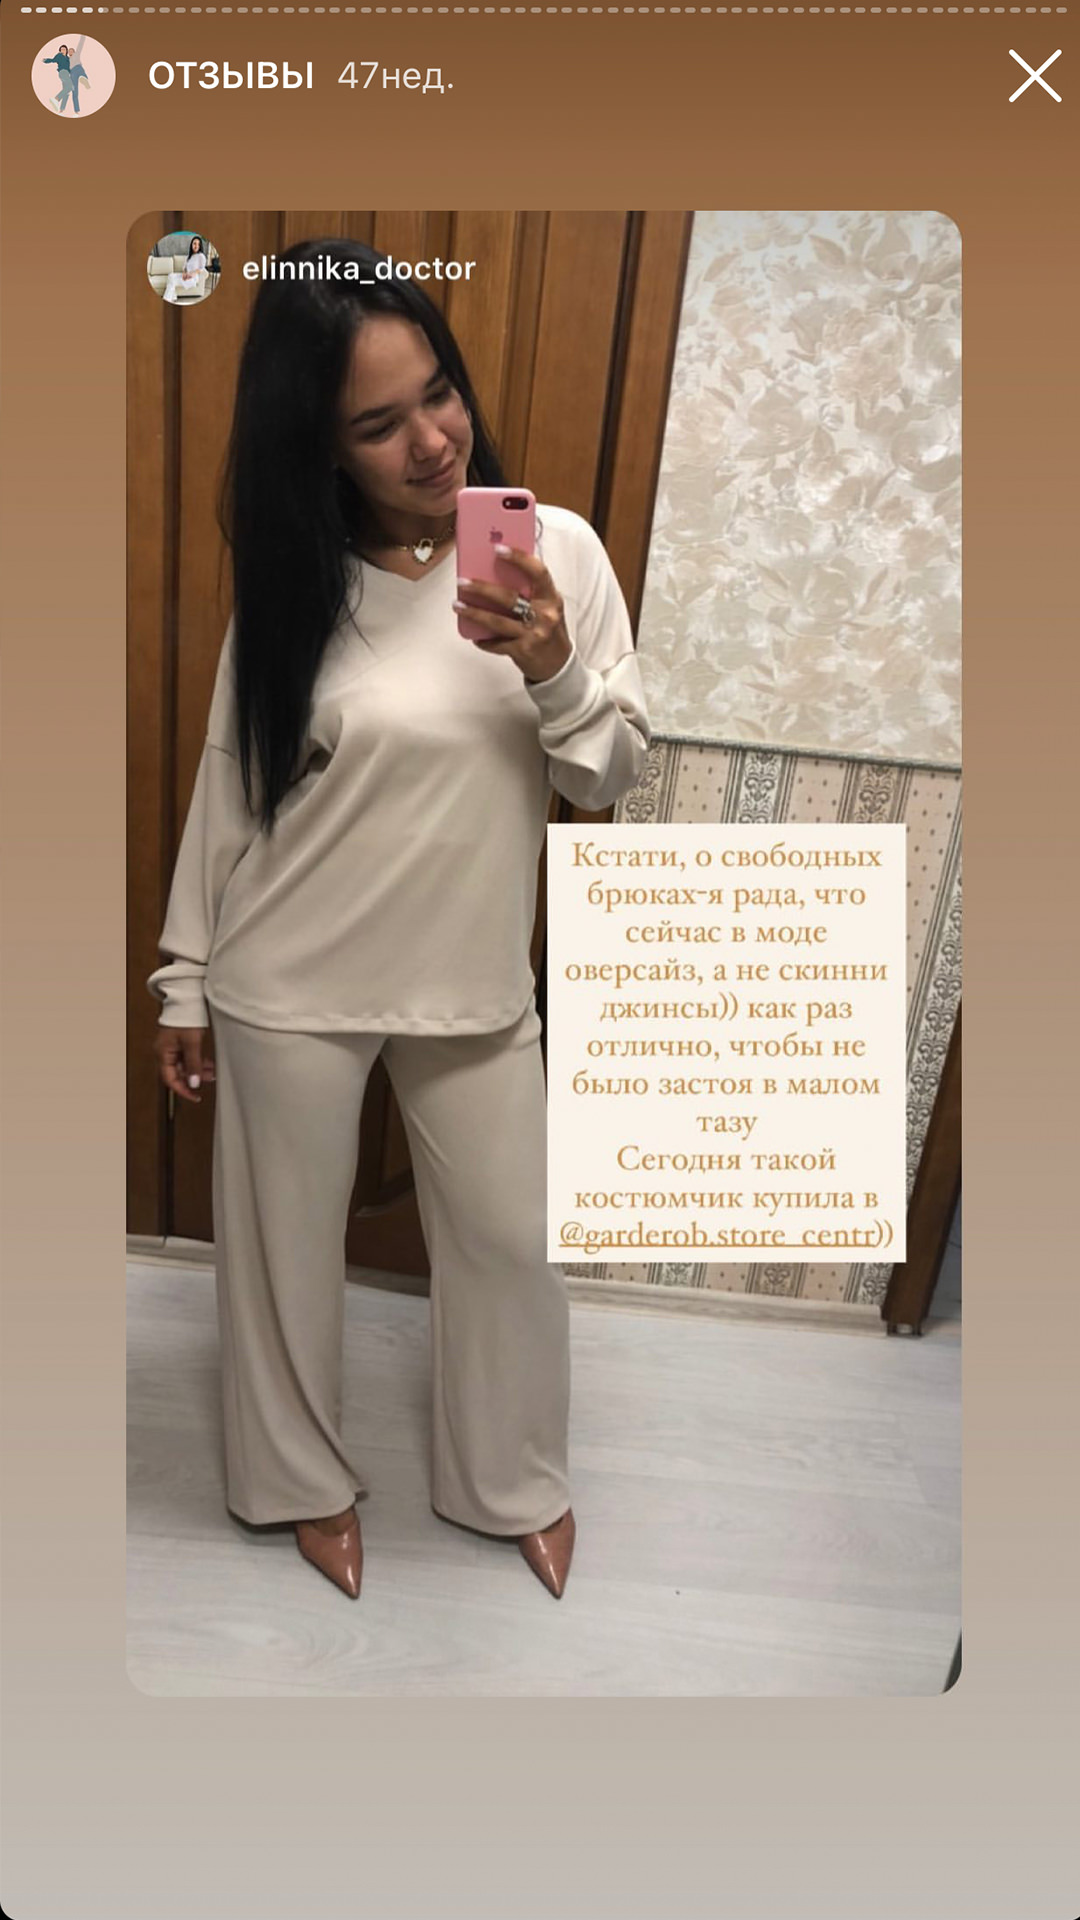 ОТЗЫВЫ 47нед.
elinnika_doctor
Кстати, о свободных
брюках-я рада, что
сейчас в моде
оверсайз, а не скинни
джинсы)) как раз
отлично, чтобы не
было застоя в малом
тазу
Сегодня такой
костюмчик купила в
@garderob.store_centr))